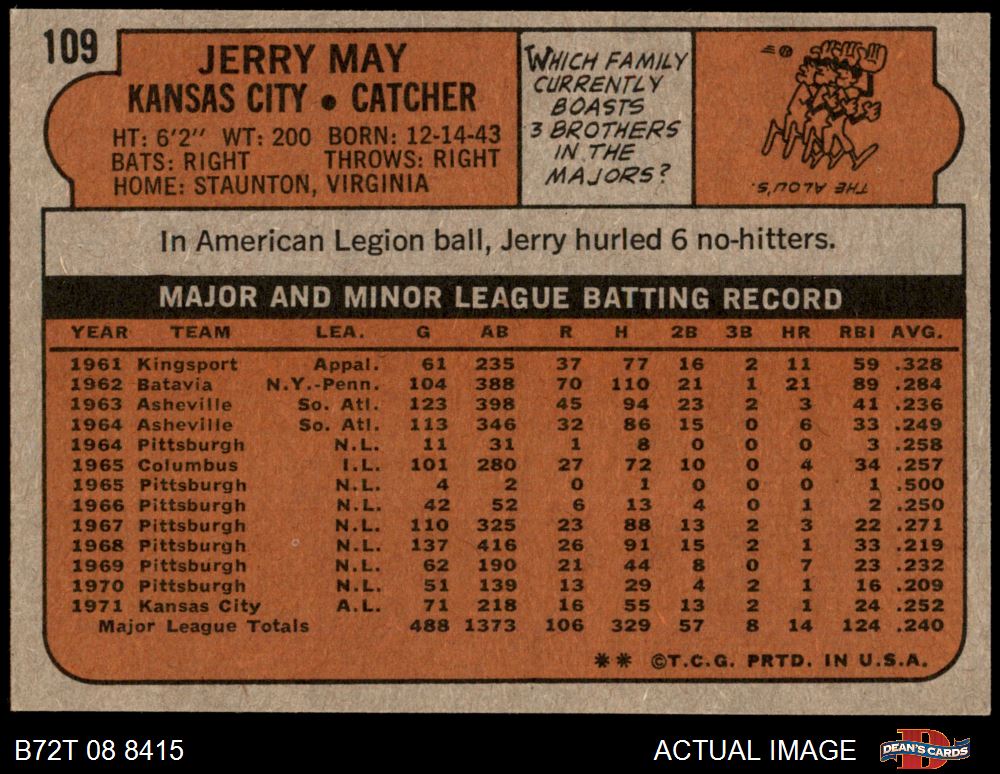 109
JERRY MAY
KANSAS CITY • CATCHER
HT: 6'2" WT: 200 BORN: 12-14-43
BATS: RIGHT THROWS: RIGHT
HOME: STAUNTON, VIRGINIA
WHICH FAMILY
CURRENTLY
BOASTS
3 BROTHERS
IN THE
MAJORS?
THE ALOU'S.
In American Legion ball, Jerry hurled 6 no-hitters.
MAJOR AND MINOR LEAGUE BATTING RECORD
YEAR TEAM LEA. G AB R H 2B 3B HR RBI AVG.
1961 Kingsport Appal. 61 235 37 77 16 2 11 59 .328
1962 Batavia N.Y.-Penn. 104 388 70 110 21 1 21 89 .284
1963 Asheville So. Atl. 123 398 45 94 23 2 3 41 .236
1964 Asheville So. Atl. 113 346 32 86 15 0 6 33 .249
1964 Pittsburgh N.L. 11 31 1 8 0 0 0 3 .258
1965 Columbus I.L. 101 280 27 72 10 0 4 34 .257
1965 Pittsburgh N.L. 4 2 0 1 0 0 0 1 .500
1966 Pittsburgh N.L. 42 52 6 13 4 0 1 2 .250
1967 Pittsburgh N.L. 110 325 23 88 13 2 3 22 .271
1968 Pittsburgh N.L. 137 416 26 91 15 2 1 33 .219
1969 Pittsburgh N.L. 62 190 21 44 8 0 7 23 .232
1970 Pittsburgh N.L. 51 139 13 29 4 2 1 16 .209
1971 Kansas City A.L. 71 218 16 55 13 2 1 24 .252
Major League Totals 488 1373 106 329 57 8 14 124 .240
** ©T.C.G. PRTD. IN U.S.A.
B72T 08 8415
ACTUAL IMAGE
DEAN'S CARDS